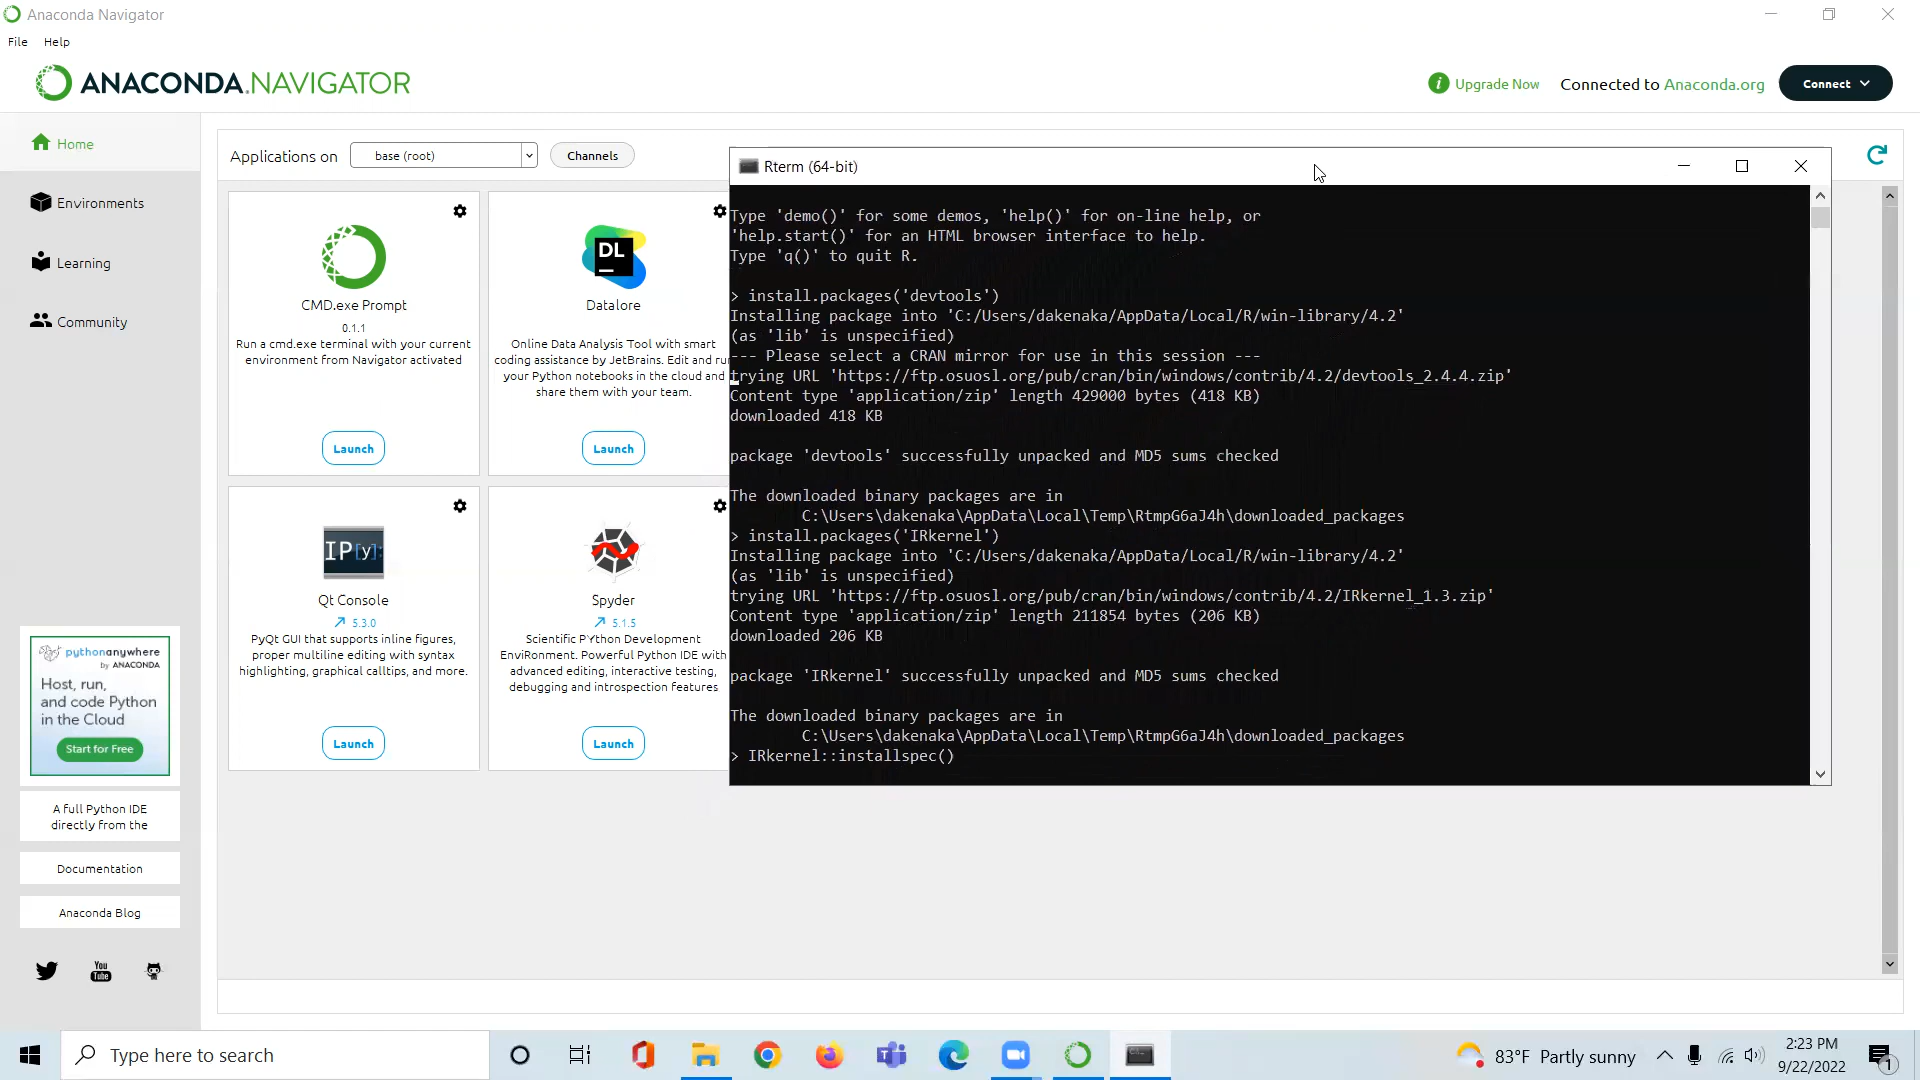 Anaconda Navigator
File Help
ANACONDA.NAVIGATOR
i Upgrade Now Connected to Anaconda.org Connect
Home
Environments
Learning
Community
Applications on base (root) Channels
CMD.exe Prompt
0.1.1
Run a cmd.exe terminal with your current
environment from Navigator activated
Launch
DL
Datalore
Online Data Analysis Tool with smart
coding assistance by JetBrains. Edit and run
your Python notebooks in the cloud and
share them with your team.
Launch
IP[y]:
Qt Console
5.3.0
PyQt GUI that supports inline figures,
proper multiline editing with syntax
highlighting, graphical calltips, and more.
Launch
Spyder
5.1.5
Scientific PYthon Development
EnviRonment. Powerful Python IDE with
advanced editing, interactive testing,
debugging and introspection features
Launch
Rterm (64-bit)
Type 'demo()' for some demos, 'help()' for on-line help, or
'help.start()' for an HTML browser interface to help.
Type 'q()' to quit R.
> install.packages('devtools')
Installing package into 'C:/Users/dakenaka/AppData/Local/R/win-library/4.2'
(as 'lib' is unspecified)
--- Please select a CRAN mirror for use in this session ---
trying URL 'https://ftp.osuosl.org/pub/cran/bin/windows/contrib/4.2/devtools_2.4.4.zip'
Content type 'application/zip' length 429000 bytes (418 KB)
downloaded 418 KB
package 'devtools' successfully unpacked and MD5 sums checked
The downloaded binary packages are in
C:\Users\dakenaka\AppData\Local\Temp\RtmpG6aJ4h\downloaded_packages
> install.packages('IRkernel')
Installing package into 'C:/Users/dakenaka/AppData/Local/R/win-library/4.2'
(as 'lib' is unspecified)
trying URL 'https://ftp.osuosl.org/pub/cran/bin/windows/contrib/4.2/IRkernel_1.3.zip'
Content type 'application/zip' length 211854 bytes (206 KB)
downloaded 206 KB
package 'IRkernel' successfully unpacked and MD5 sums checked
The downloaded binary packages are in
C:\Users\dakenaka\AppData\Local\Temp\RtmpG6aJ4h\downloaded_packages
> IRkernel::installspec()
pythonanywhere
by ANACONDA
Host, run,
and code Python
in the Cloud
Start for Free
A full Python IDE
directly from the
Documentation
Anaconda Blog
You
Tube
Type here to search
83°F Partly sunny
2:23 PM
9/22/2022
1